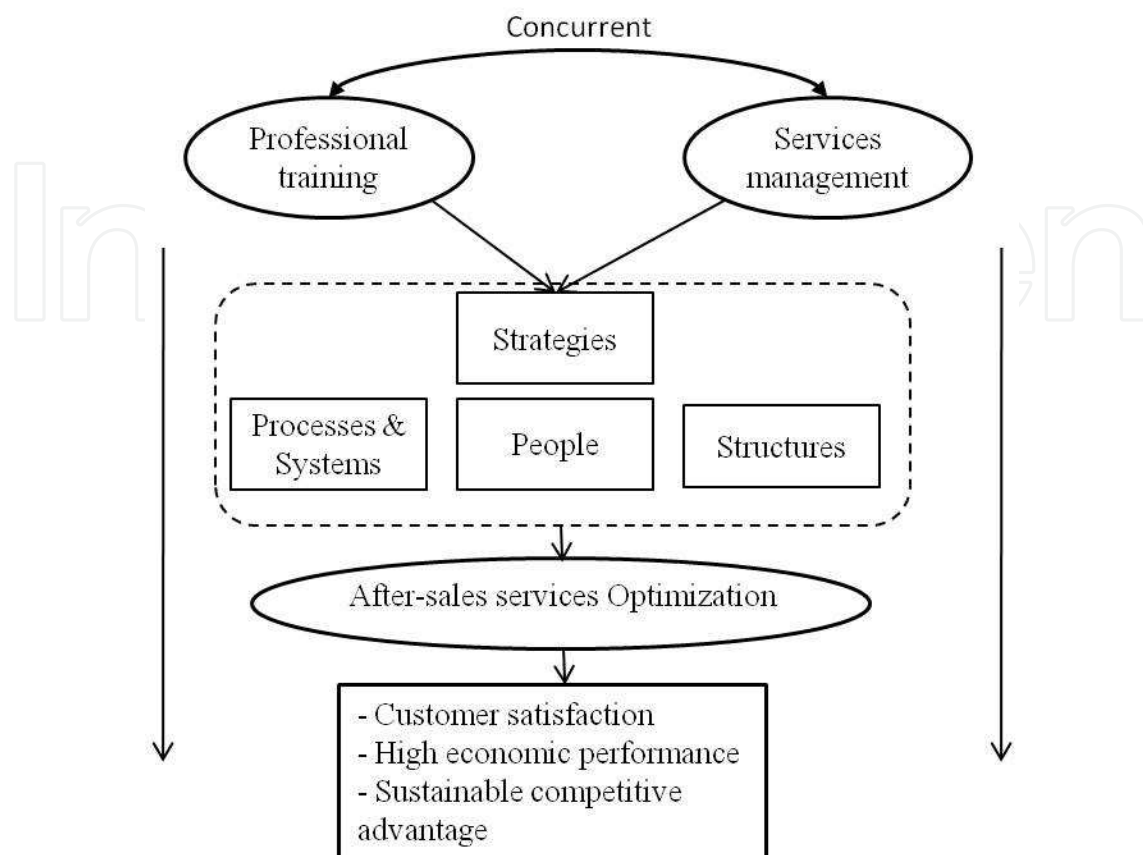 Concurrent
Professional
training
Services
management
Strategies
Processes &
Systems
People
Structures
After-sales services Optimization
- Customer satisfaction
- High economic performance
- Sustainable competitive
advantage